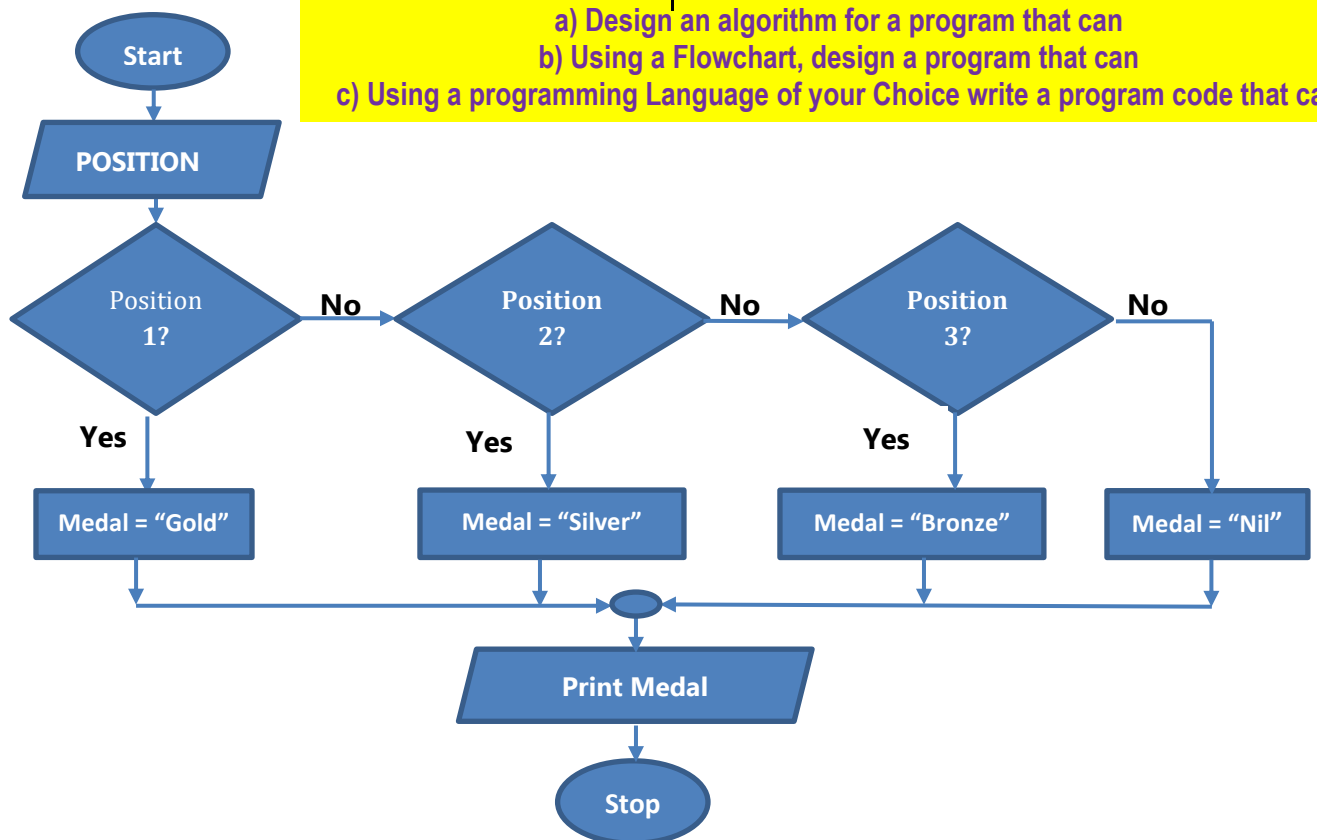 a) Design an algorithm for a program that can
b) Using a Flowchart, design a program that can
c) Using a programming Language of your Choice write a program code that
Start
POSITION
Position
1?
No
Position
2?
No
Position
3?
No
Yes
Yes
Yes
Medal = “Gold”
Medal = “Silver”
Medal = “Bronze”
Medal = “Nil”
Print Medal
Stop